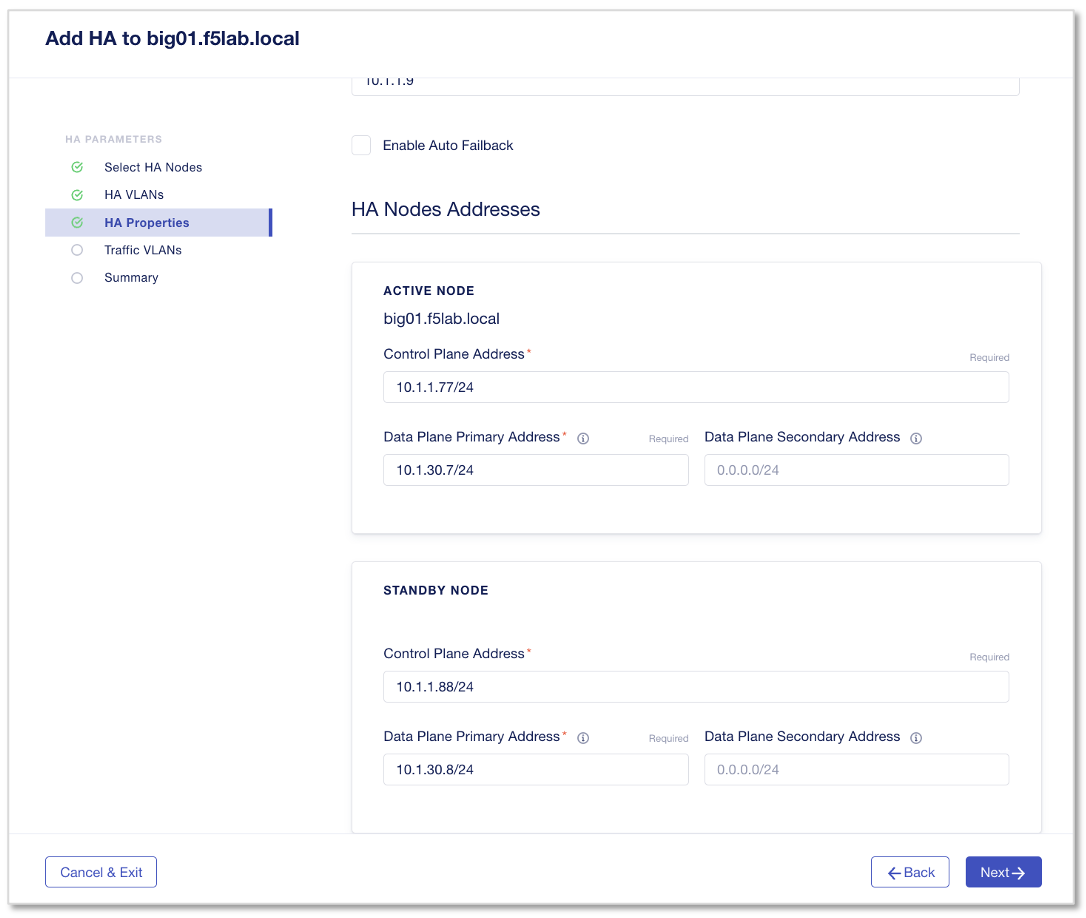 Add HA to big01.f5lab.local
10.1.1.9
Enable Auto Failback
HA PARAMETERS
Select HA Nodes
HA VLANs
HA Properties
Traffic VLANs
Summary
HA Nodes Addresses
ACTIVE NODE
big01.f5lab.local
Control Plane Address* Required
10.1.1.77/24
Data Plane Primary Address* Required Data Plane Secondary Address
10.1.30.7/24 0.0.0.0/24
STANDBY NODE
Control Plane Address* Required
10.1.1.88/24
Data Plane Primary Address* Required Data Plane Secondary Address
10.1.30.8/24 0.0.0.0/24
Cancel & Exit Back Next